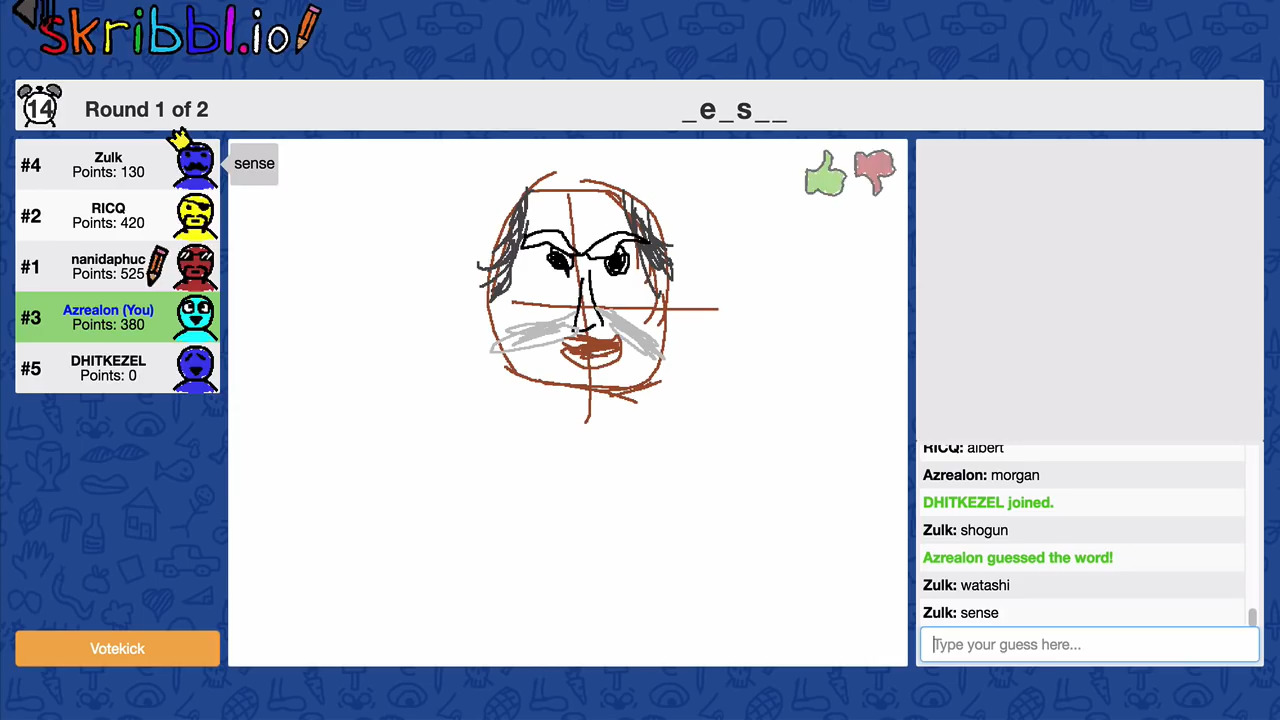 skribbl.io
14
Round 1 of 2
_e_s__
#4
Zulk
Points: 130
sense
#2
RICQ
Points: 420
#1
nanidaphuc
Points: 525
#3
Azrealon (You)
Points: 380
#5
DHITKEZEL
Points: 0
Votekick
RICQ: albert
Azrealon: morgan
DHITKEZEL joined.
Zulk: shogun
Azrealon guessed the word!
Zulk: watashi
Zulk: sense
Type your guess here...